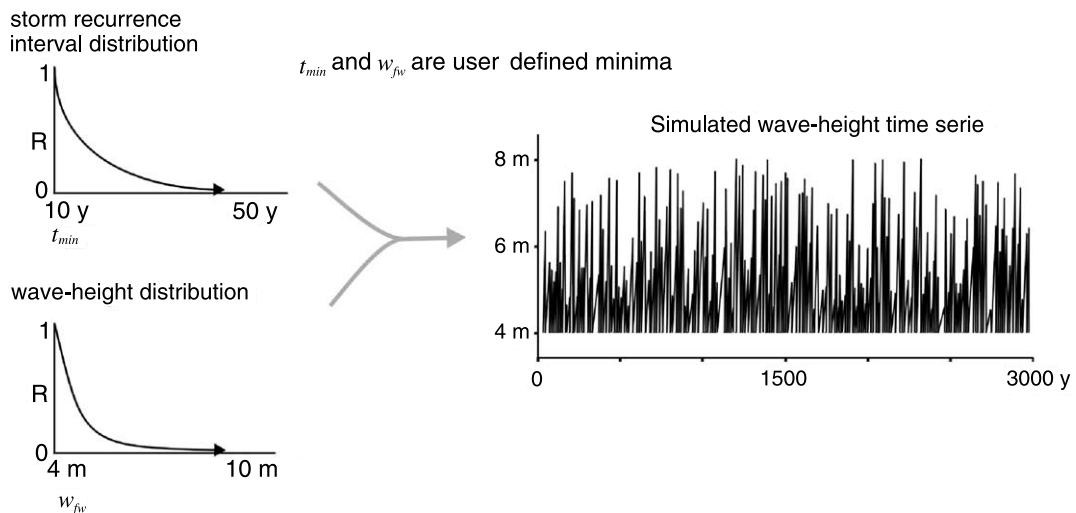 storm recurrence
interval distribution
1
R
0
10 y
50 y
t_min
t_min and w_fw are user defined minima
wave-height distribution
1
R
0
4 m
10 m
w_fw
Simulated wave-height time serie
8 m
6 m
4 m
0
1500
3000 y